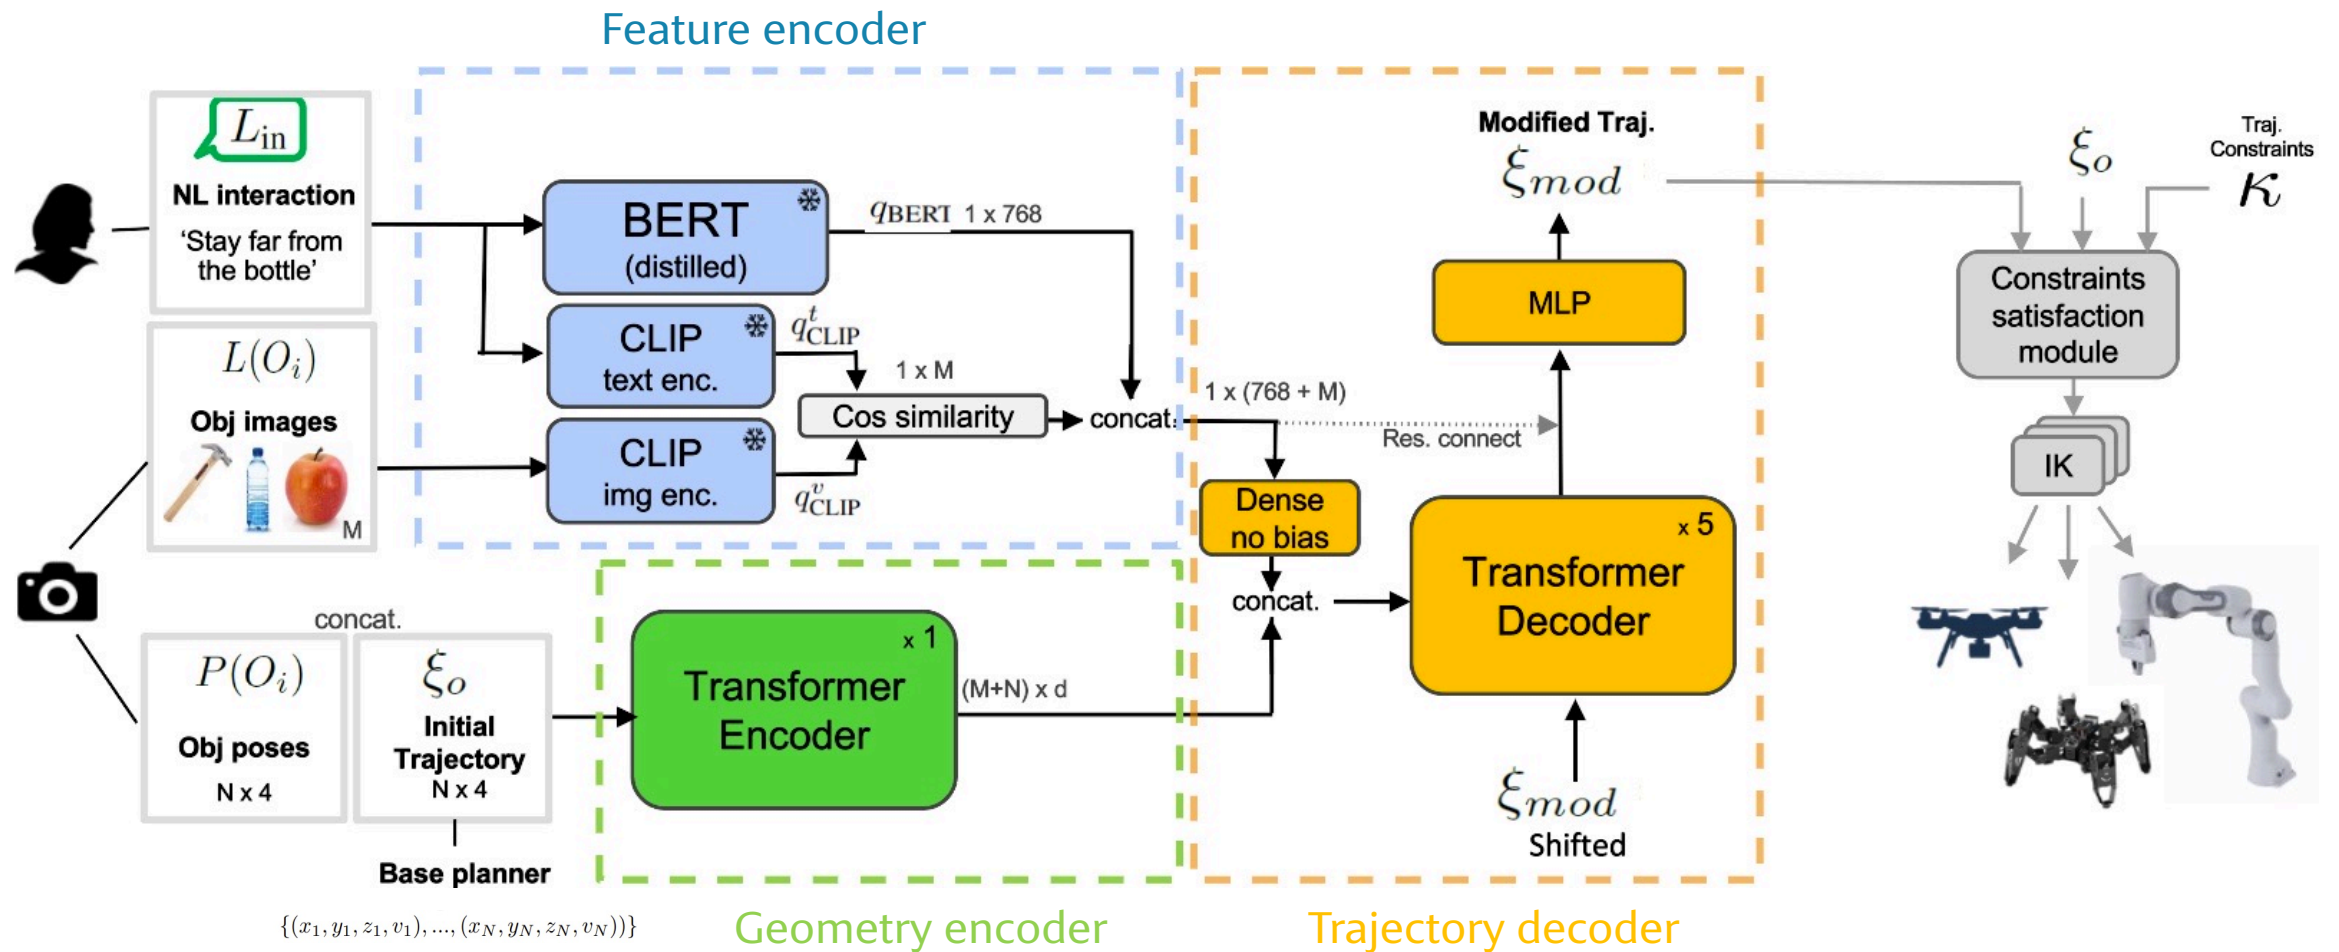 Feature encoder
L_in
NL interaction
‘Stay far from
the bottle’
L(O_i)
Obj images
M
concat.
P(O_i)
Obj poses
N x 4
ξ_o
Initial
Trajectory
N x 4
Base planner
{(x_1, y_1, z_1, v_1), ..., (x_N, y_N, z_N, v_N))}
BERT
(distilled)
q_BERT 1 x 768
CLIP
text enc.
q^t_CLIP
CLIP
img enc.
q^v_CLIP
1 x M
Cos similarity
concat.
Transformer
Encoder
x 1
(M+N) x d
Geometry encoder
1 x (768 + M)
Res. connect
Dense
no bias
concat.
Modified Traj.
ξ_mod
MLP
x 5
Transformer
Decoder
ξ_mod
Shifted
Trajectory decoder
ξ_o
Traj.
Constraints
κ
Constraints
satisfaction
module
IK